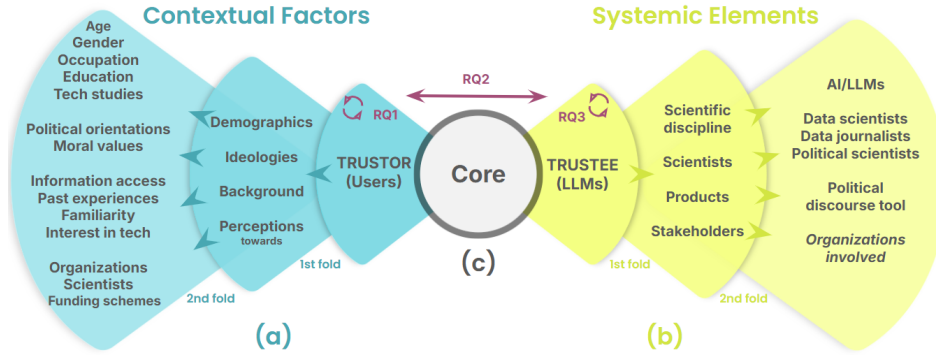 Contextual Factors
Systemic Elements
Age
Gender
Occupation
Education
Tech studies
Political orientations
Moral values
Information access
Past experiences
Familiarity
Interest in tech
Organizations
Scientists
Funding schemes
2nd fold
Demographics
Ideologies
Background
Perceptions
towards
1st fold
RQ1
TRUSTOR
(Users)
RQ2
Core
RQ3
TRUSTEE
(LLMs)
1st fold
Scientific
discipline
Scientists
Products
Stakeholders
2nd fold
AI/LLMs
Data scientists
Data journalists
Political scientists
Political
discourse tool
Organizations
involved
(a)
(c)
(b)